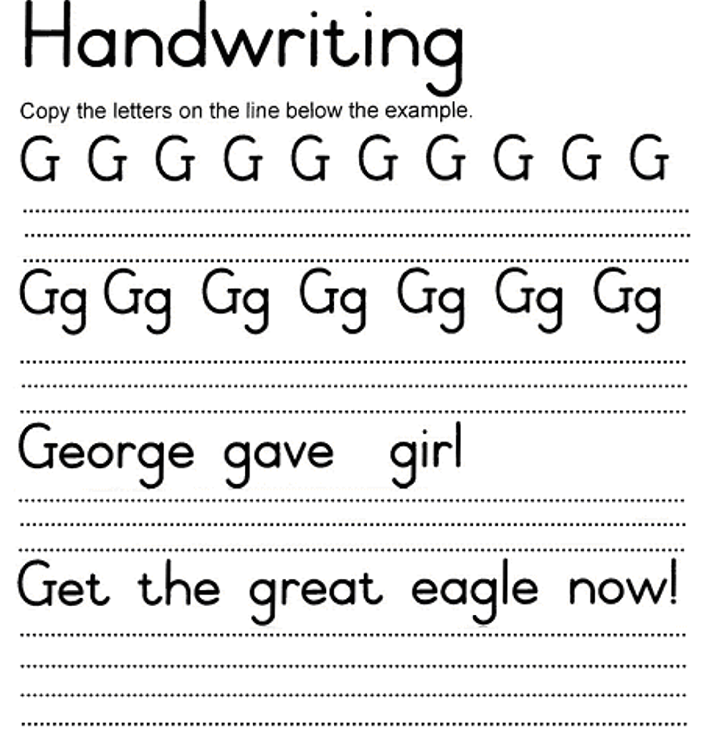 Handwriting
Copy the letters on the line below the example.
G G G G G G G G G G
Gg Gg Gg Gg Gg Gg Gg
George gave girl
Get the great eagle now!